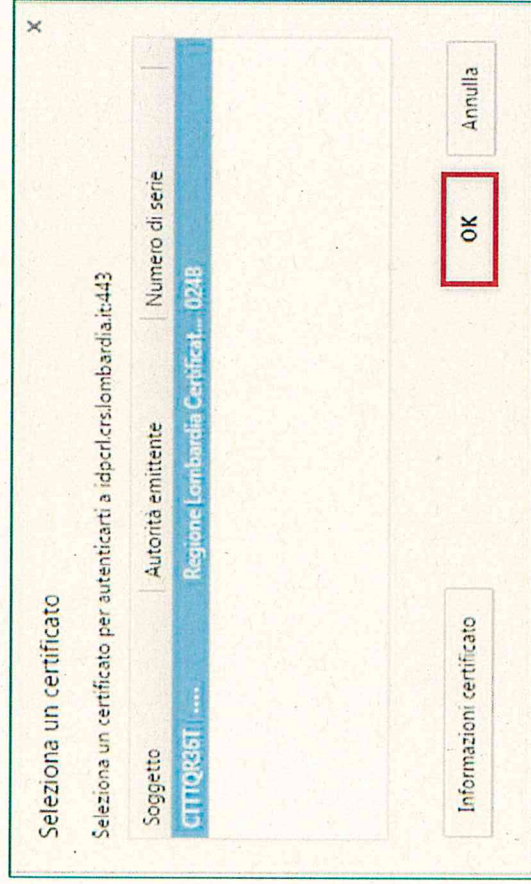 Seleziona un certificato
×
Seleziona un certificato per autenticarti a idpcrl.crs.lombardia.it:443
Soggetto Autorità emittente Numero di serie
Regione Lombardia Certificat... 024B
Informazioni certificato OK Annulla